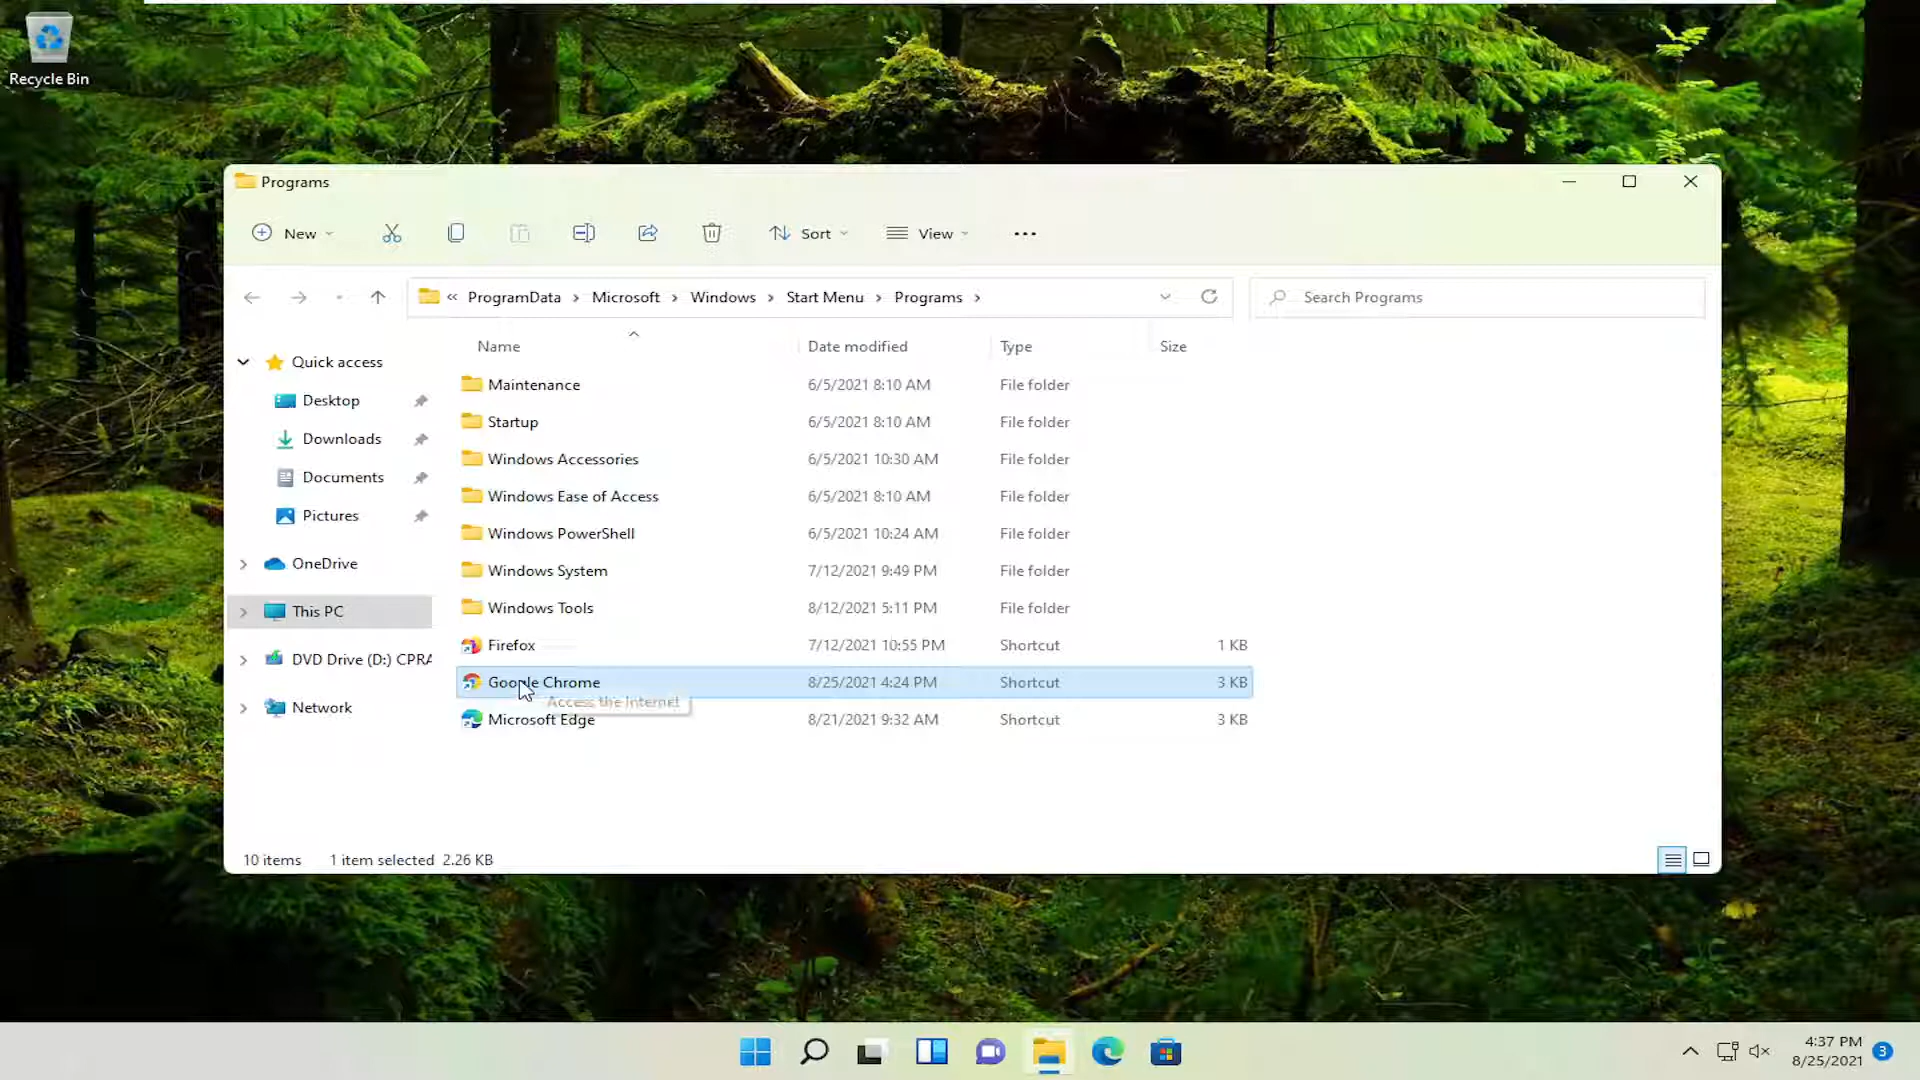 Recycle Bin
Programs
New
Sort
View
« ProgramData › Microsoft › Windows › Start Menu › Programs ›
Search Programs
Name Date modified Type Size
Quick access
Desktop
Downloads
Documents
Pictures
OneDrive
This PC
DVD Drive (D:) CPRA
Network
Maintenance 6/5/2021 8:10 AM File folder
Startup 6/5/2021 8:10 AM File folder
Windows Accessories 6/5/2021 10:30 AM File folder
Windows Ease of Access 6/5/2021 8:10 AM File folder
Windows PowerShell 6/5/2021 10:24 AM File folder
Windows System 7/12/2021 9:49 PM File folder
Windows Tools 8/12/2021 5:11 PM File folder
Firefox 7/12/2021 10:55 PM Shortcut 1 KB
Google Chrome 8/25/2021 4:24 PM Shortcut 3 KB
Access the Internet
Microsoft Edge 8/21/2021 9:32 AM Shortcut 3 KB
10 items 1 item selected 2.26 KB
4:37 PM
8/25/2021
3